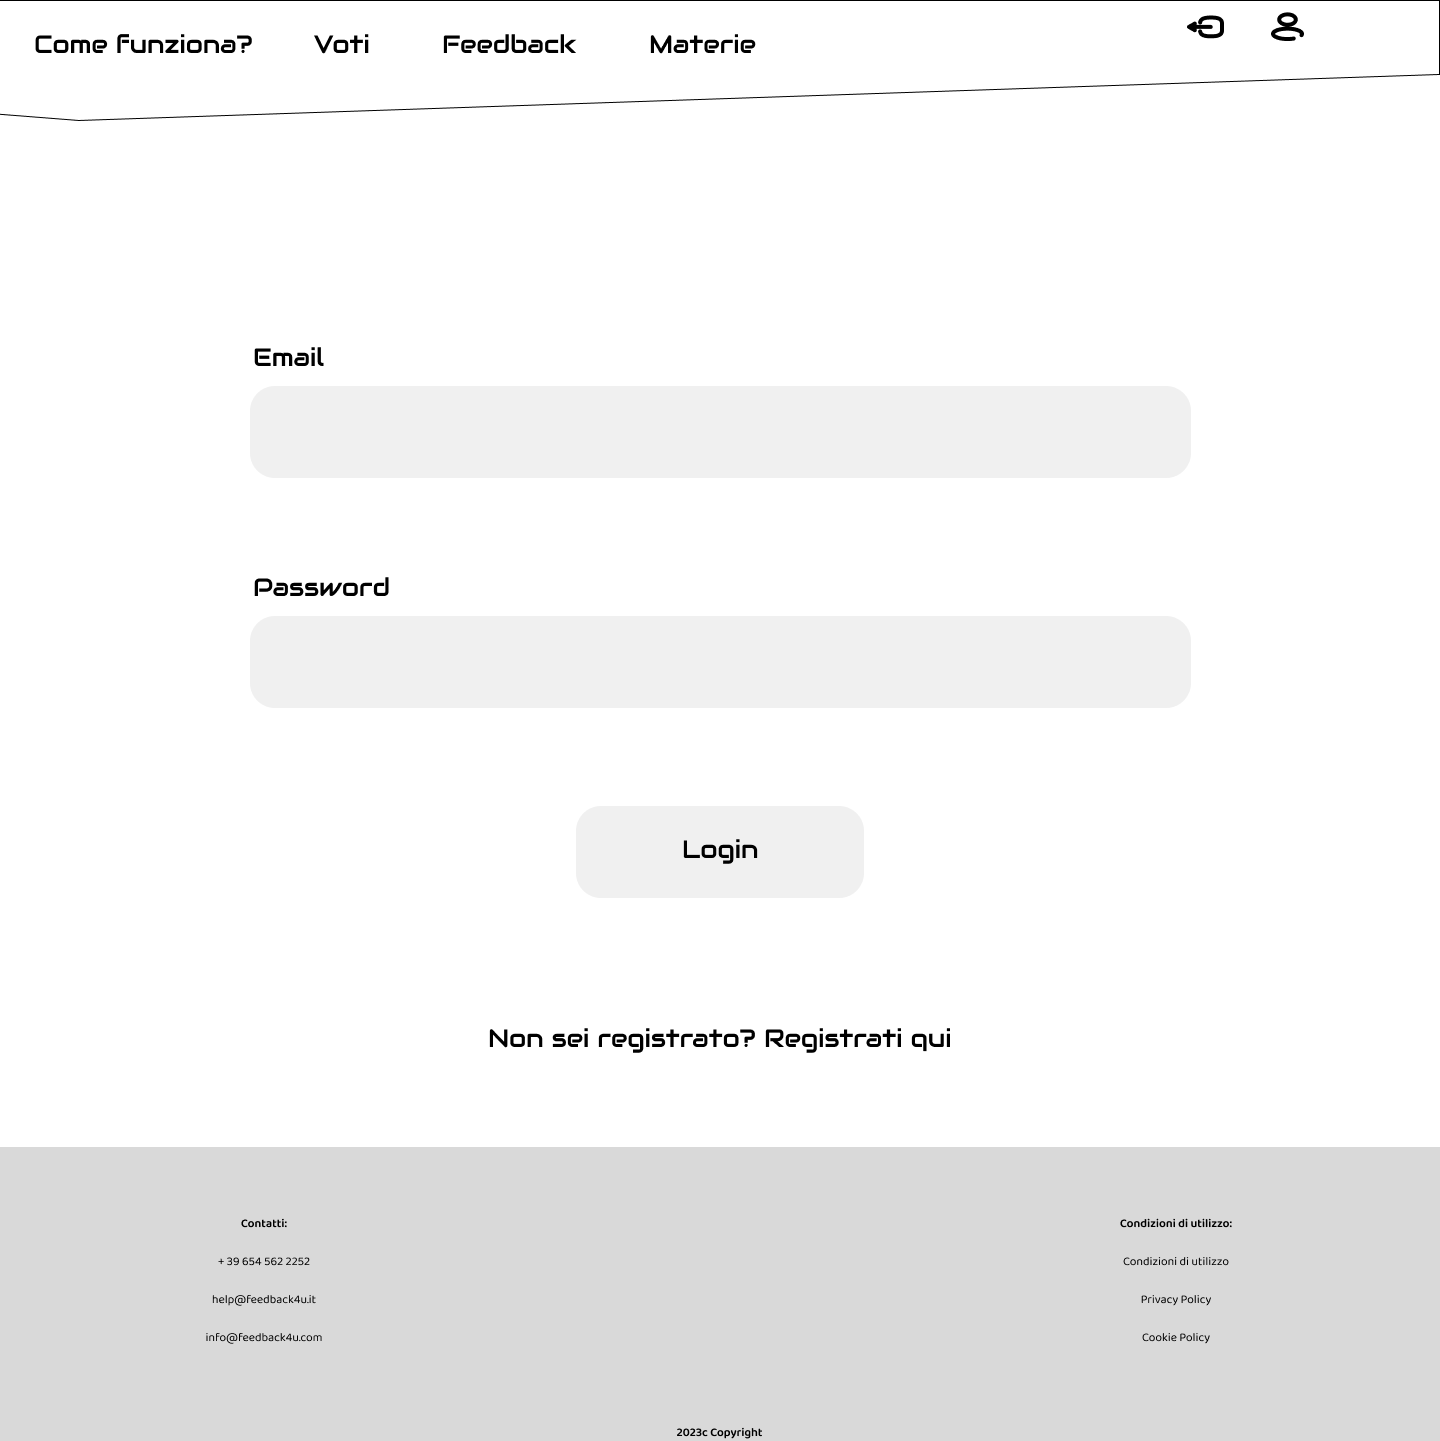 Come funziona? Voti Feedback Materie
Email
Password
Login
Non sei registrato? Registrati qui
Contatti:
+ 39 654 562 2252
help@feedback4u.it
info@feedback4u.com
Condizioni di utilizzo:
Condizioni di utilizzo
Privacy Policy
Cookie Policy
2023c Copyright